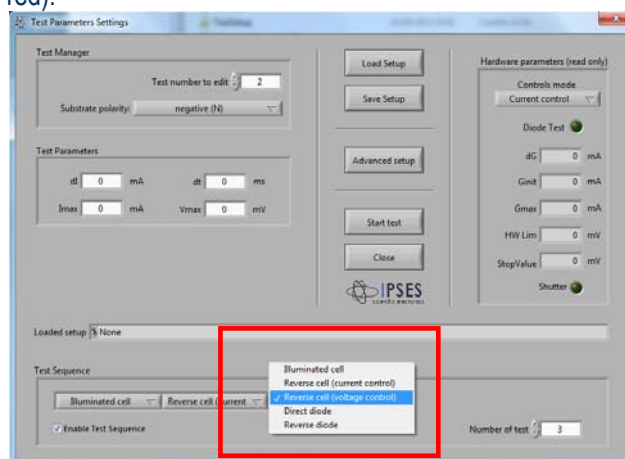 red).
Test Parameters Settings
Test Manager
Test number to edit 2
Substrate polarity: negative (N)
Test Parameters
dI 0 mA dt 0 ms
Imax 0 mA Vmax 0 mV
Load Setup
Save Setup
Advanced setup
Start test
Close
IPSES
Hardware parameters (read only)
Controls mode
Current control
Diode Test
dG 0 mA
Ginit 0 mA
Gmax 0 mA
HW Lim 0 mV
StopValue 0 mV
Shutter
Loaded setup None
Test Sequence
Illuminated cell Reverse cell (current
Illuminated cell
Reverse cell (current control)
✓ Reverse cell (voltage control)
Direct diode
Reverse diode
✓ Enable Test Sequence
Number of test 3